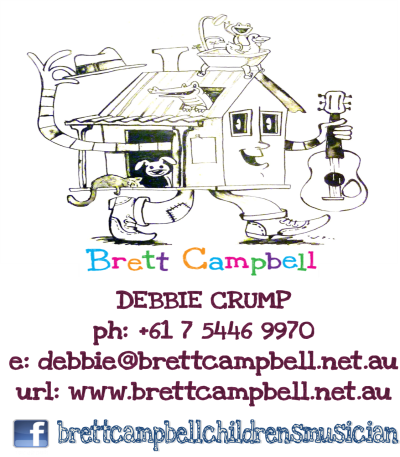 Brett Campbell
DEBBIE CRUMP
ph: +61 7 5446 9970
e: debbie@brettcampbell.net.au
url: www.brettcampbell.net.au
f brettcampbellchildrensmusician